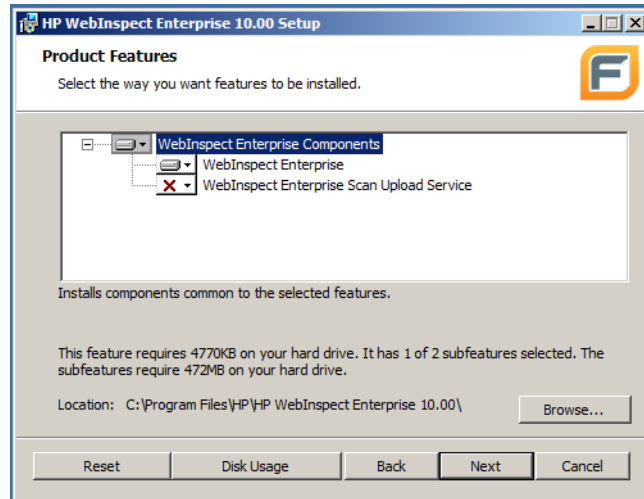 HP WebInspect Enterprise 10.00 Setup
Product Features
Select the way you want features to be installed.
F
WebInspect Enterprise Components
WebInspect Enterprise
WebInspect Enterprise Scan Upload Service
Installs components common to the selected features.
This feature requires 4770KB on your hard drive. It has 1 of 2 subfeatures selected. The
subfeatures require 472MB on your hard drive.
Location: C:\Program Files\HP\HP WebInspect Enterprise 10.00\ Browse...
Reset Disk Usage Back Next Cancel